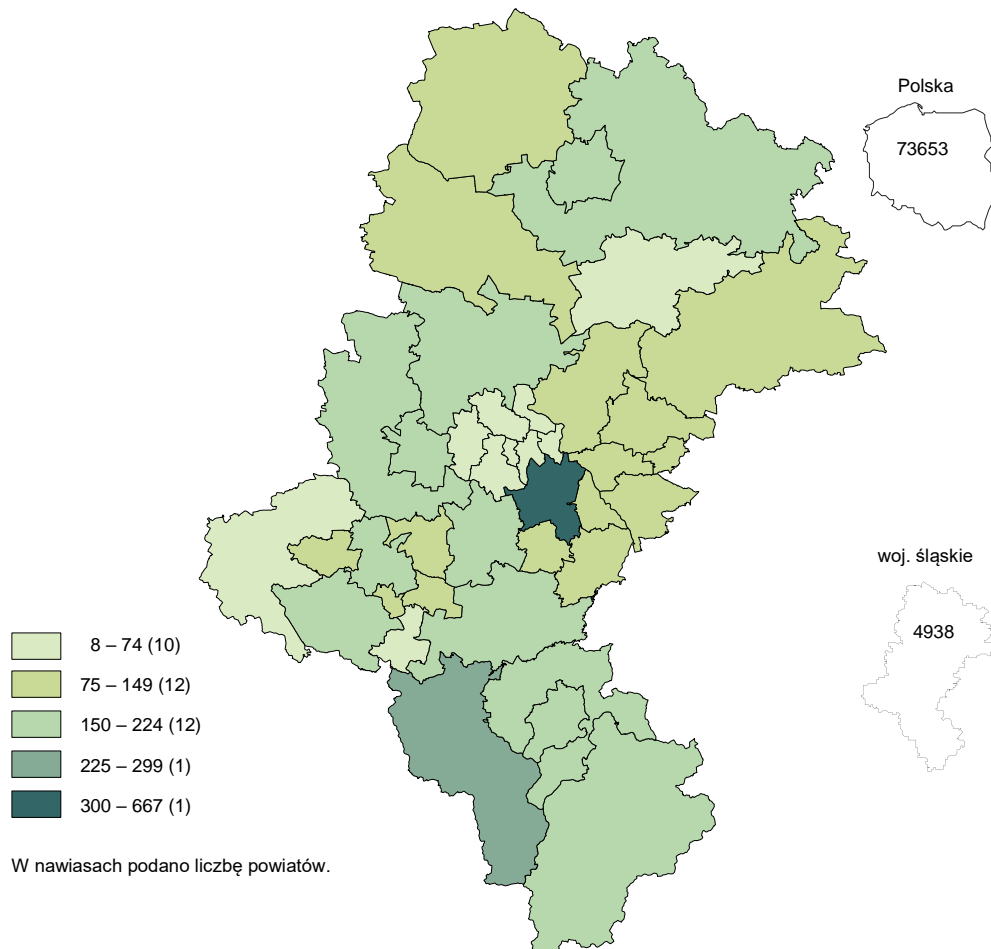 Polska
73653
woj. śląskie
4938
8 – 74 (10)
75 – 149 (12)
150 – 224 (12)
225 – 299 (1)
300 – 667 (1)
W nawiasach podano liczbę powiatów.